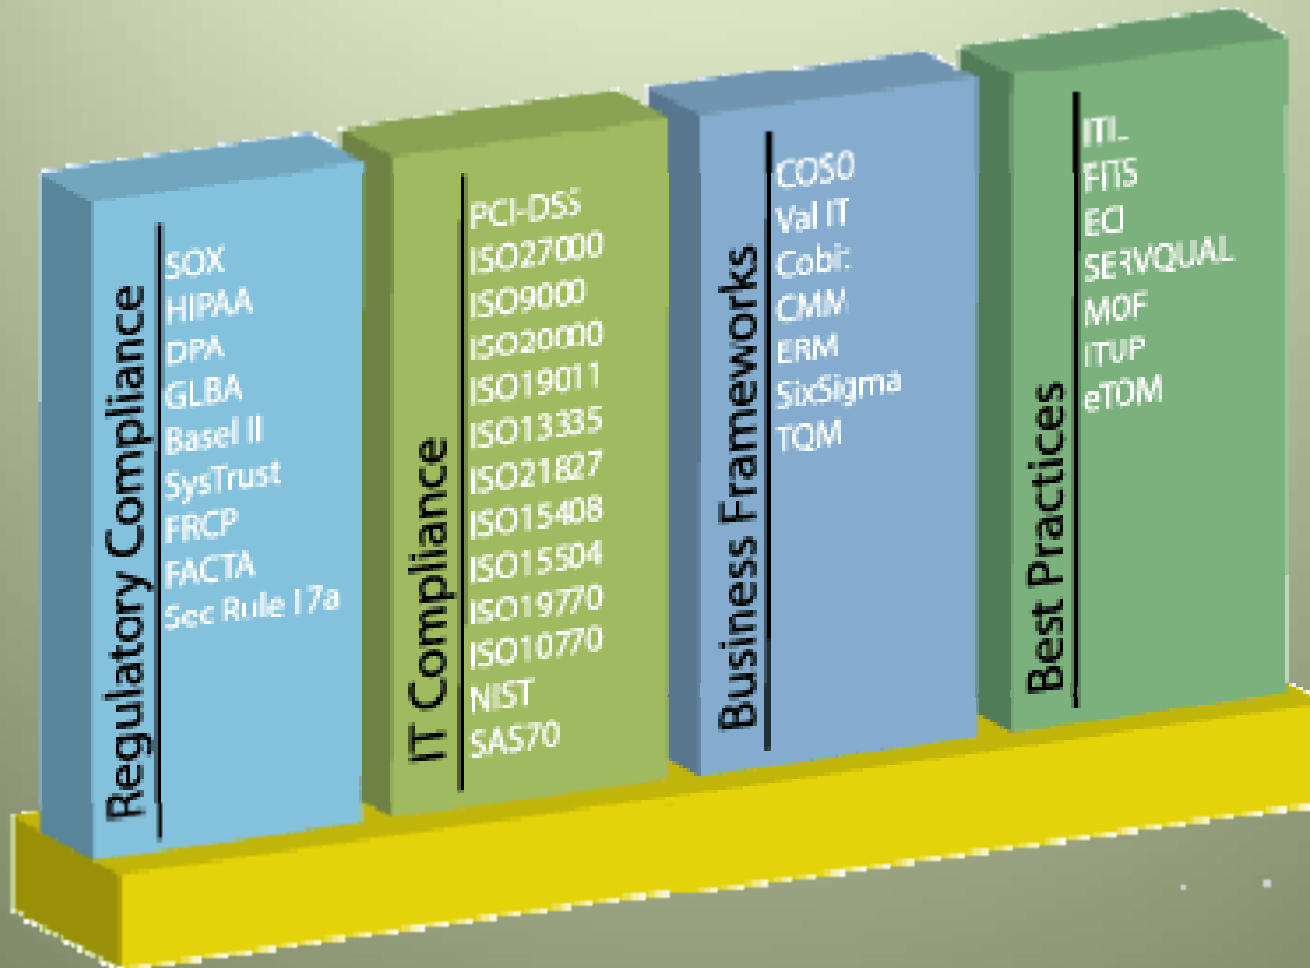 Regulatory Compliance
SOX
HIPAA
DPA
GLBA
Basel II
SysTrust
FRCP
FACTA
Sec Rule 17a
IT Compliance
PCI-DSS
ISO27000
ISO9000
ISO20000
ISO19011
ISO13335
ISO21827
ISO15408
ISO15504
ISO19770
ISO10770
NIST
SAS70
Business Frameworks
COSO
Val IT
Cobit
CMM
ERM
SixSigma
TQM
Best Practices
ITIL
FITS
ECI
SERVQUAL
MOF
ITUP
eTOM